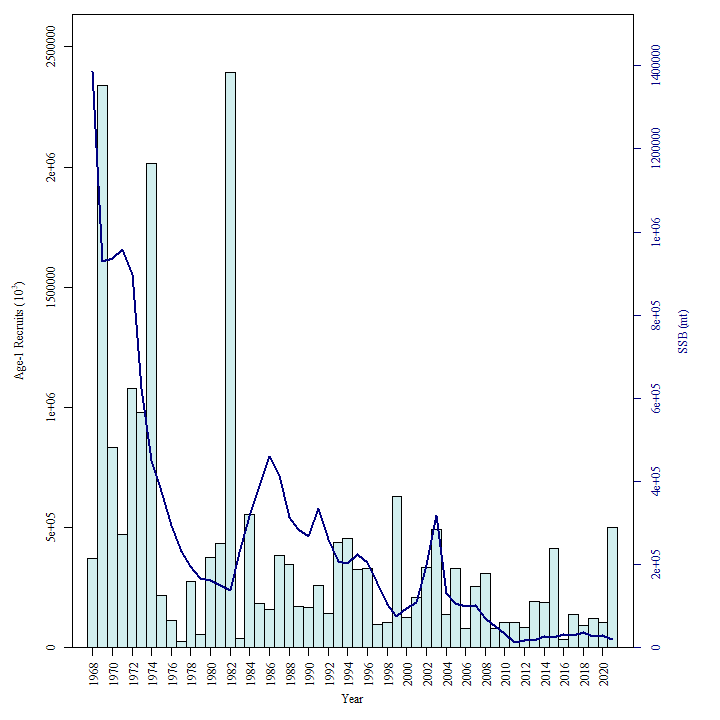 Age-1 Recruits (10^3)
2500000
2e+06
1500000
1e+06
5e+05
0
1400000
1200000
1e+06
8e+05
6e+05
4e+05
2e+05
0
SSB (mt)
1968 1970 1972 1974 1976 1978 1980 1982 1984 1986 1988 1990 1992 1994 1996 1998 2000 2002 2004 2006 2008 2010 2012 2014 2016 2018 2020
Year